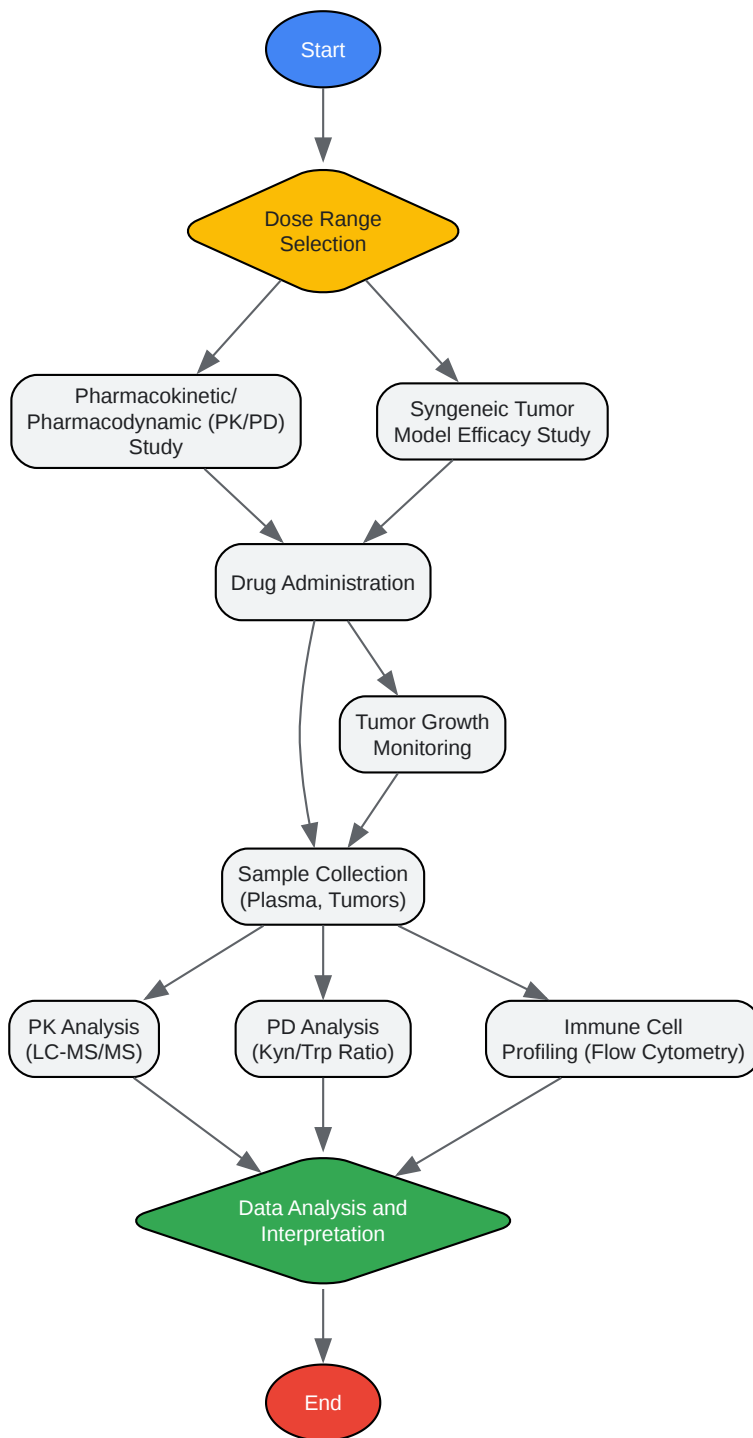 Start
Dose Range
Selection
Pharmacokinetic/
Pharmacodynamic (PK/PD)
Study
Syngeneic Tumor
Model Efficacy Study
Drug Administration
Tumor Growth
Monitoring
Sample Collection
(Plasma, Tumors)
PK Analysis
(LC-MS/MS)
PD Analysis
(Kyn/Trp Ratio)
Immune Cell
Profiling (Flow Cytometry)
Data Analysis and
Interpretation
End